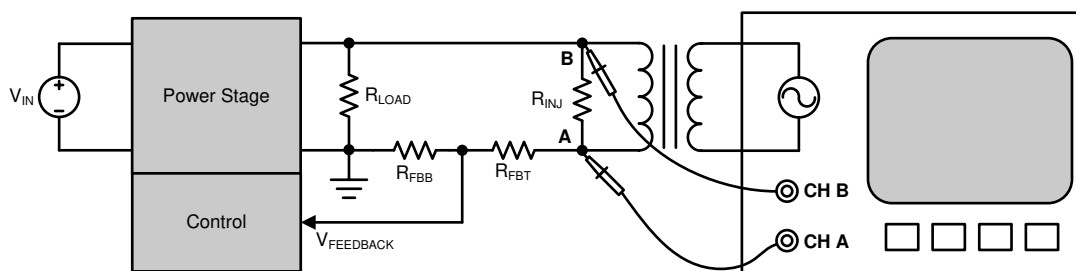 Power Stage
B
V_IN
R_LOAD
R_INJ
A
R_FBB
R_FBT
CH B
Control
V_FEEDBACK
CH A